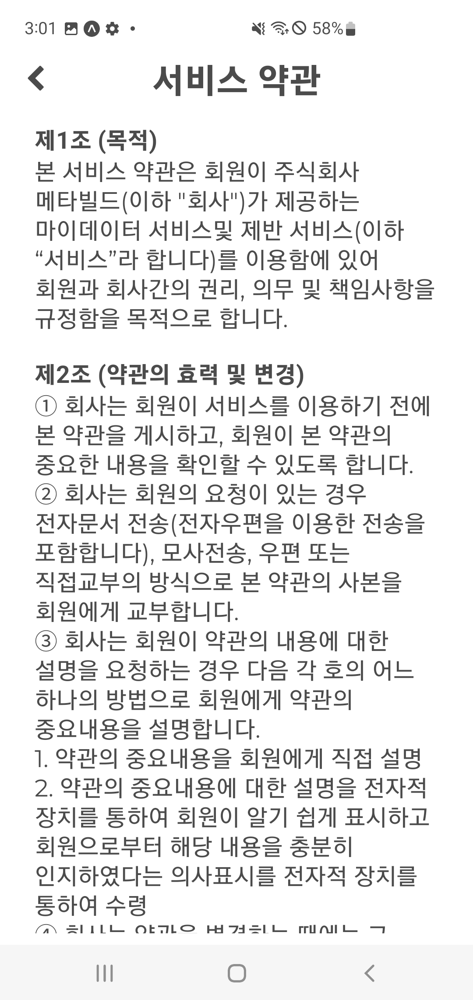 3:01
58%
서비스 약관
제1조 (목적)
본 서비스 약관은 회원이 주식회사
메타빌드(이하 "회사")가 제공하는
마이데이터 서비스및 제반 서비스(이하
“서비스”라 합니다)를 이용함에 있어
회원과 회사간의 권리, 의무 및 책임사항을
규정함을 목적으로 합니다.
제2조 (약관의 효력 및 변경)
① 회사는 회원이 서비스를 이용하기 전에
본 약관을 게시하고, 회원이 본 약관의
중요한 내용을 확인할 수 있도록 합니다.
② 회사는 회원의 요청이 있는 경우
전자문서 전송(전자우편을 이용한 전송을
포함합니다), 모사전송, 우편 또는
직접교부의 방식으로 본 약관의 사본을
회원에게 교부합니다.
③ 회사는 회원이 약관의 내용에 대한
설명을 요청하는 경우 다음 각 호의 어느
하나의 방법으로 회원에게 약관의
중요내용을 설명합니다.
1. 약관의 중요내용을 회원에게 직접 설명
2. 약관의 중요내용에 대한 설명을 전자적
장치를 통하여 회원이 알기 쉽게 표시하고
회원으로부터 해당 내용을 충분히
인지하였다는 의사표시를 전자적 장치를
통하여 수령
④ 회사는 약관을 변경하는 때에는 그